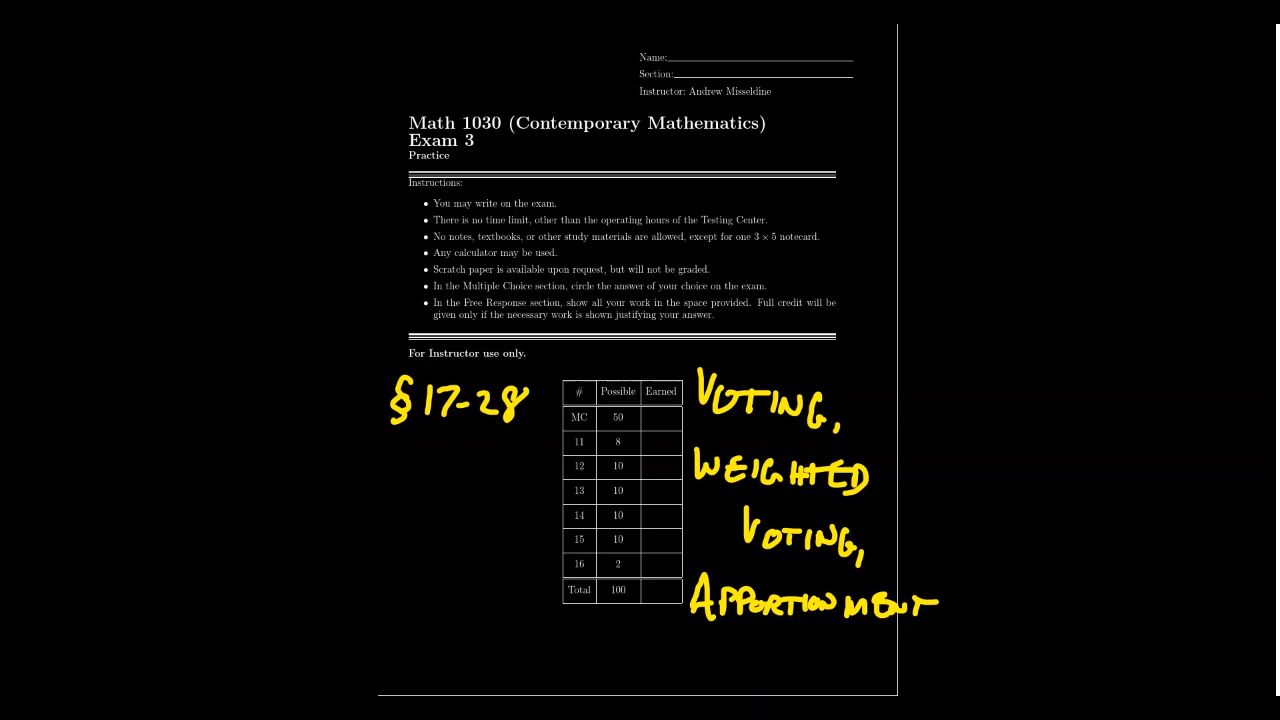 Name:
Section:
Instructor: Andrew Misseldine
Math 1030 (Contemporary Mathematics)
Exam 3
Practice
Instructions:
• You may write on the exam.
• There is no time limit, other than the operating hours of the Testing Center.
• No notes, textbooks, or other study materials are allowed, except for one 3 × 5 notecard.
• Any calculator may be used.
• Scratch paper is available upon request, but will not be graded.
• In the Multiple Choice section, circle the answer of your choice on the exam.
• In the Free Response section, show all your work in the space provided. Full credit will be
given only if the necessary work is shown justifying your answer.
For Instructor use only.
§ 17-28
# Possible Earned
MC 50
11 8
12 10
13 10
14 10
15 10
16 2
Total 100
VOTING,
WEIGHTED
VOTING,
APPORTIONMENT